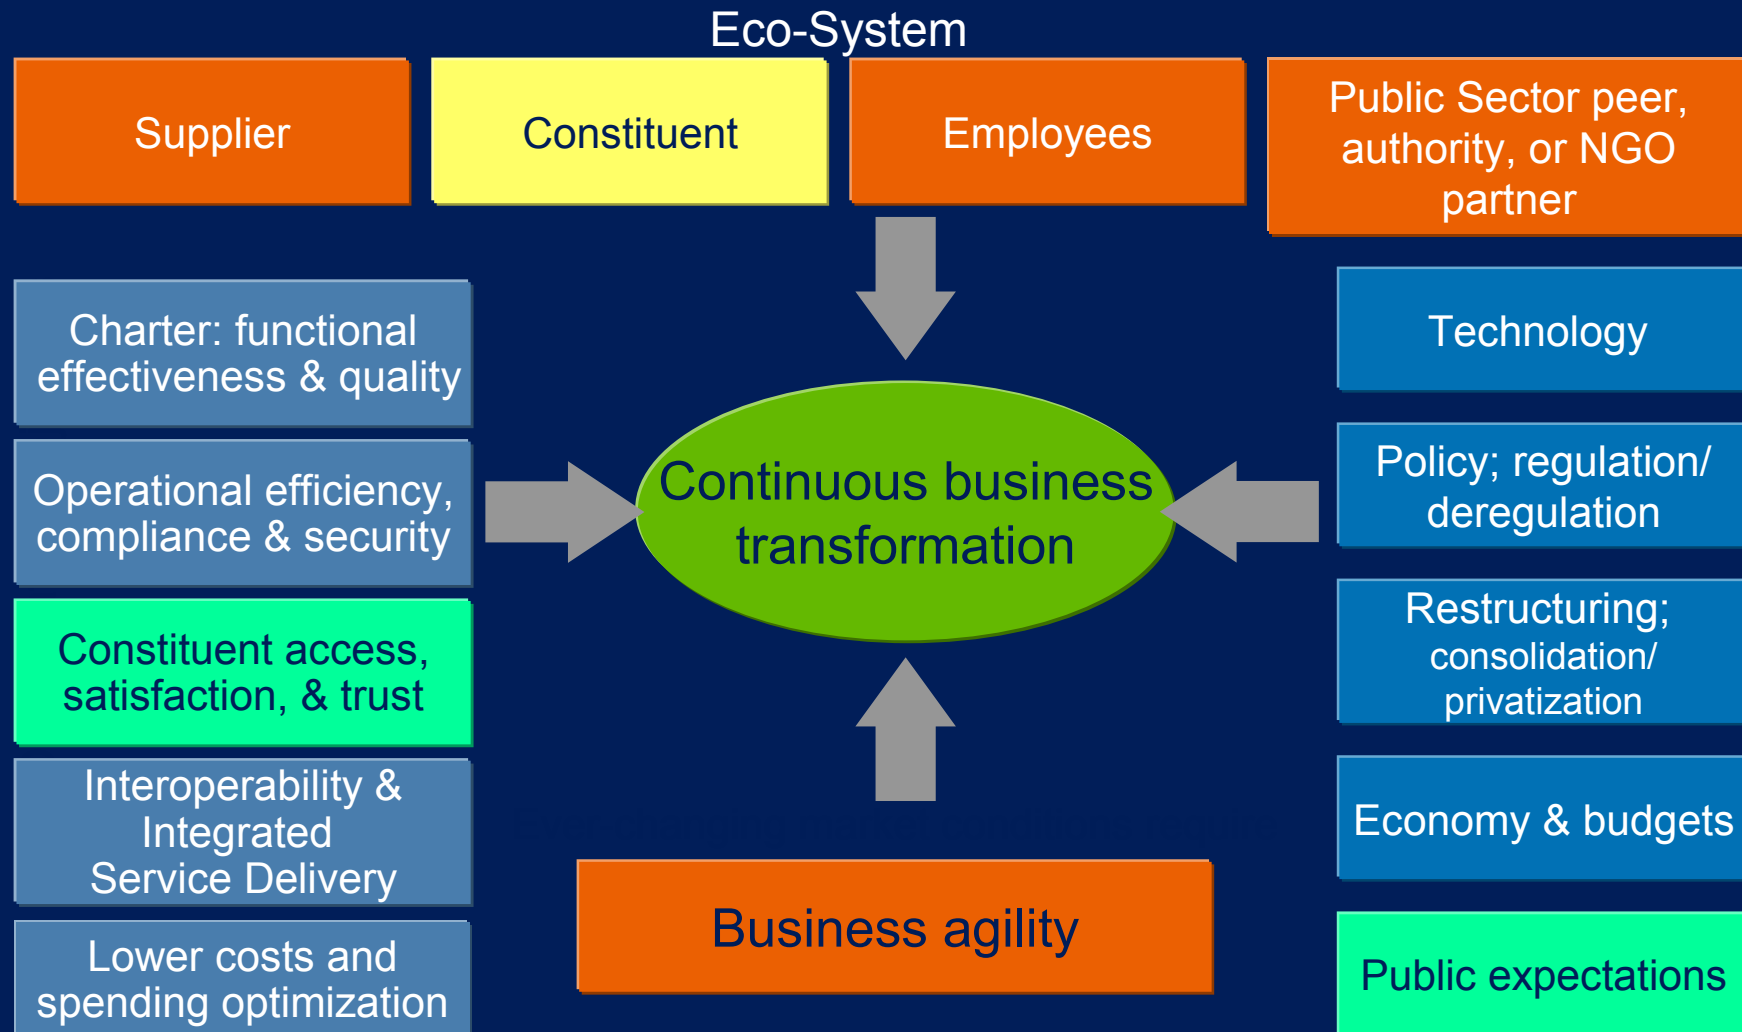 Eco-System
Supplier
Constituent
Employees
Public Sector peer,
authority, or NGO
partner
Charter: functional
effectiveness & quality
Operational efficiency,
compliance & security
Constituent access,
satisfaction, & trust
Interoperability &
Integrated
Service Delivery
Lower costs and
spending optimization
Continuous business
transformation
Business agility
Technology
Policy; regulation/
deregulation
Restructuring;
consolidation/
privatization
Economy & budgets
Public expectations